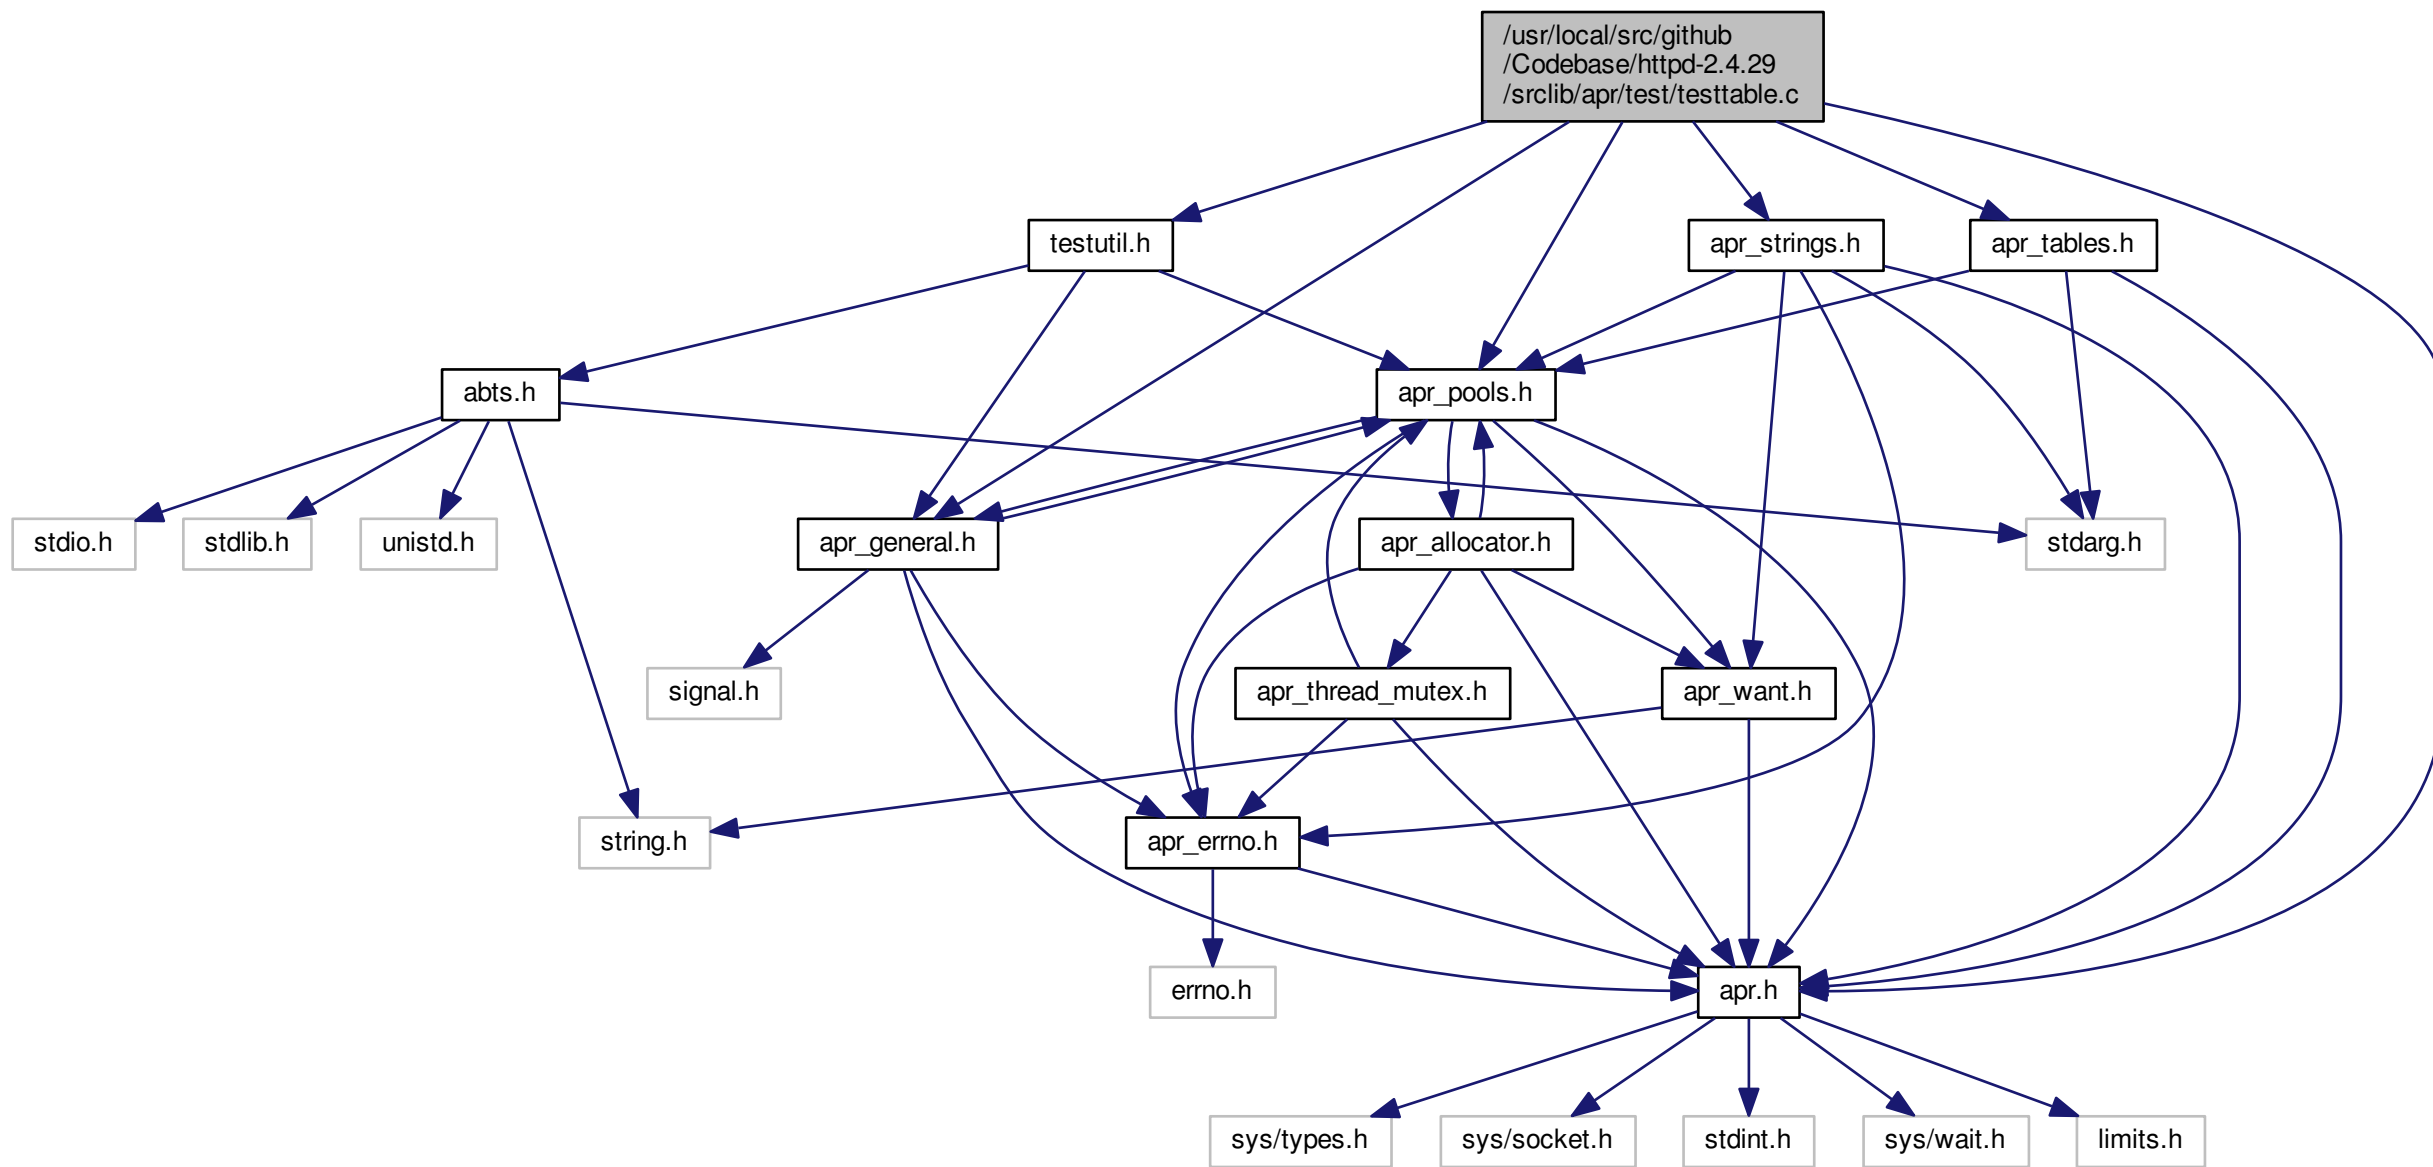 /usr/local/src/github
/Codebase/httpd-2.4.29
/srclib/apr/test/testtable.c
testutil.h
apr_strings.h
apr_tables.h
abts.h
apr_pools.h
stdio.h
stdlib.h
unistd.h
apr_general.h
apr_allocator.h
stdarg.h
signal.h
apr_thread_mutex.h
apr_want.h
string.h
apr_errno.h
errno.h
apr.h
sys/types.h
sys/socket.h
stdint.h
sys/wait.h
limits.h